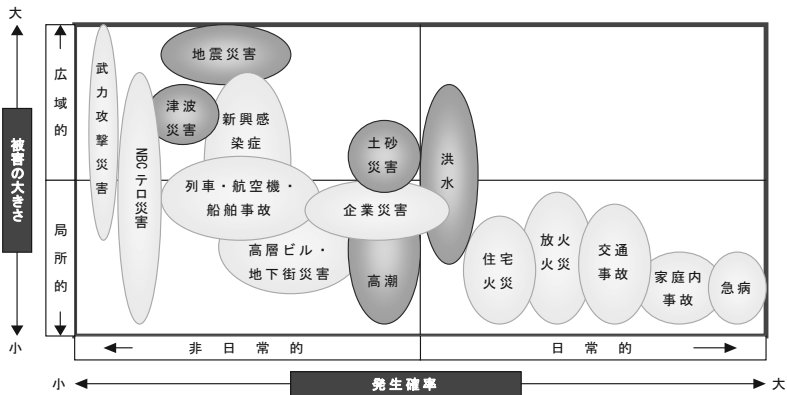 大
被害の大きさ
小
広域的
局所的
武力攻撃災害
NBCテロ災害
地震災害
津波
災害
新興感
染症
列車・航空機・
船舶事故
高層ビル・
地下街災害
土砂
災害
企業災害
高潮
洪水
住宅
火災
放火
火災
交通
事故
家庭内
事故
急病
非日常的
日常的
小
発生確率
大